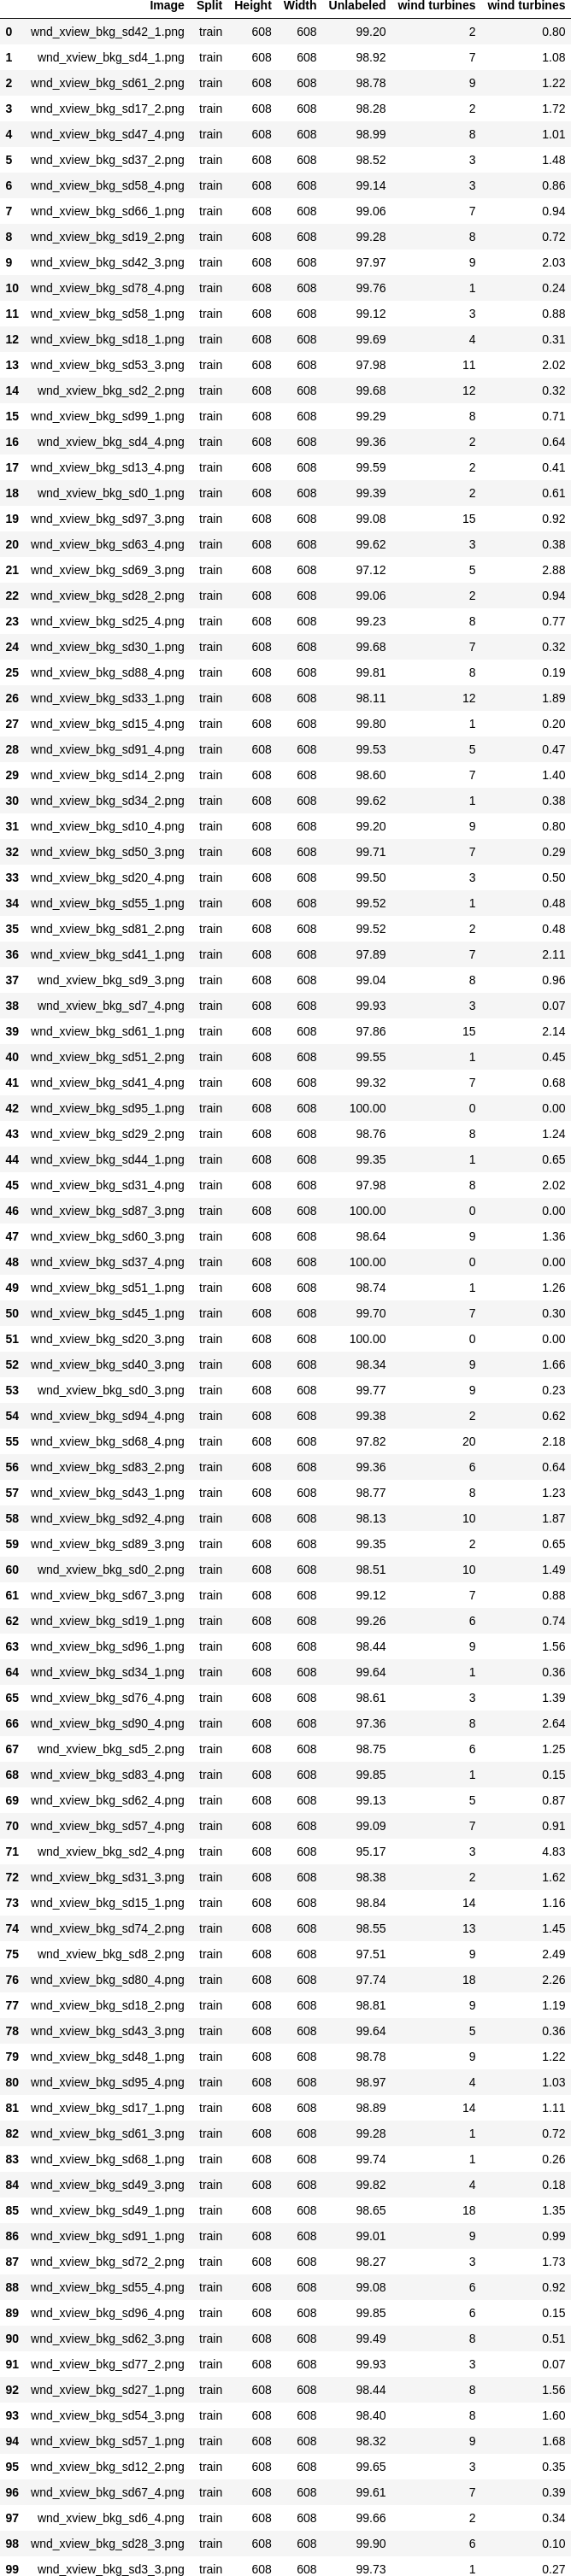 Image Split Height Width Unlabeled wind turbines wind turbines
0 wnd_xview_bkg_sd42_1.png train 608 608 99.20 2 0.80
1 wnd_xview_bkg_sd4_1.png train 608 608 98.92 7 1.08
2 wnd_xview_bkg_sd61_2.png train 608 608 98.78 9 1.22
3 wnd_xview_bkg_sd17_2.png train 608 608 98.28 2 1.72
4 wnd_xview_bkg_sd47_4.png train 608 608 98.99 8 1.01
5 wnd_xview_bkg_sd37_2.png train 608 608 98.52 3 1.48
6 wnd_xview_bkg_sd58_4.png train 608 608 99.14 3 0.86
7 wnd_xview_bkg_sd66_1.png train 608 608 99.06 7 0.94
8 wnd_xview_bkg_sd19_2.png train 608 608 99.28 8 0.72
9 wnd_xview_bkg_sd42_3.png train 608 608 97.97 9 2.03
10 wnd_xview_bkg_sd78_4.png train 608 608 99.76 1 0.24
11 wnd_xview_bkg_sd58_1.png train 608 608 99.12 3 0.88
12 wnd_xview_bkg_sd18_1.png train 608 608 99.69 4 0.31
13 wnd_xview_bkg_sd53_3.png train 608 608 97.98 11 2.02
14 wnd_xview_bkg_sd2_2.png train 608 608 99.68 12 0.32
15 wnd_xview_bkg_sd99_1.png train 608 608 99.29 8 0.71
16 wnd_xview_bkg_sd4_4.png train 608 608 99.36 2 0.64
17 wnd_xview_bkg_sd13_4.png train 608 608 99.59 2 0.41
18 wnd_xview_bkg_sd0_1.png train 608 608 99.39 2 0.61
19 wnd_xview_bkg_sd97_3.png train 608 608 99.08 15 0.92
20 wnd_xview_bkg_sd63_4.png train 608 608 99.62 3 0.38
21 wnd_xview_bkg_sd69_3.png train 608 608 97.12 5 2.88
22 wnd_xview_bkg_sd28_2.png train 608 608 99.06 2 0.94
23 wnd_xview_bkg_sd25_4.png train 608 608 99.23 8 0.77
24 wnd_xview_bkg_sd30_1.png train 608 608 99.68 7 0.32
25 wnd_xview_bkg_sd88_4.png train 608 608 99.81 8 0.19
26 wnd_xview_bkg_sd33_1.png train 608 608 98.11 12 1.89
27 wnd_xview_bkg_sd15_4.png train 608 608 99.80 1 0.20
28 wnd_xview_bkg_sd91_4.png train 608 608 99.53 5 0.47
29 wnd_xview_bkg_sd14_2.png train 608 608 98.60 7 1.40
30 wnd_xview_bkg_sd34_2.png train 608 608 99.62 1 0.38
31 wnd_xview_bkg_sd10_4.png train 608 608 99.20 9 0.80
32 wnd_xview_bkg_sd50_3.png train 608 608 99.71 7 0.29
33 wnd_xview_bkg_sd20_4.png train 608 608 99.50 3 0.50
34 wnd_xview_bkg_sd55_1.png train 608 608 99.52 1 0.48
35 wnd_xview_bkg_sd81_2.png train 608 608 99.52 2 0.48
36 wnd_xview_bkg_sd41_1.png train 608 608 97.89 7 2.11
37 wnd_xview_bkg_sd9_3.png train 608 608 99.04 8 0.96
38 wnd_xview_bkg_sd7_4.png train 608 608 99.93 3 0.07
39 wnd_xview_bkg_sd61_1.png train 608 608 97.86 15 2.14
40 wnd_xview_bkg_sd51_2.png train 608 608 99.55 1 0.45
41 wnd_xview_bkg_sd41_4.png train 608 608 99.32 7 0.68
42 wnd_xview_bkg_sd95_1.png train 608 608 100.00 0 0.00
43 wnd_xview_bkg_sd29_2.png train 608 608 98.76 8 1.24
44 wnd_xview_bkg_sd44_1.png train 608 608 99.35 1 0.65
45 wnd_xview_bkg_sd31_4.png train 608 608 97.98 8 2.02
46 wnd_xview_bkg_sd87_3.png train 608 608 100.00 0 0.00
47 wnd_xview_bkg_sd60_3.png train 608 608 98.64 9 1.36
48 wnd_xview_bkg_sd37_4.png train 608 608 100.00 0 0.00
49 wnd_xview_bkg_sd51_1.png train 608 608 98.74 1 1.26
50 wnd_xview_bkg_sd45_1.png train 608 608 99.70 7 0.30
51 wnd_xview_bkg_sd20_3.png train 608 608 100.00 0 0.00
52 wnd_xview_bkg_sd40_3.png train 608 608 98.34 9 1.66
53 wnd_xview_bkg_sd0_3.png train 608 608 99.77 9 0.23
54 wnd_xview_bkg_sd94_4.png train 608 608 99.38 2 0.62
55 wnd_xview_bkg_sd68_4.png train 608 608 97.82 20 2.18
56 wnd_xview_bkg_sd83_2.png train 608 608 99.36 6 0.64
57 wnd_xview_bkg_sd43_1.png train 608 608 98.77 8 1.23
58 wnd_xview_bkg_sd92_4.png train 608 608 98.13 10 1.87
59 wnd_xview_bkg_sd89_3.png train 608 608 99.35 2 0.65
60 wnd_xview_bkg_sd0_2.png train 608 608 98.51 10 1.49
61 wnd_xview_bkg_sd67_3.png train 608 608 99.12 7 0.88
62 wnd_xview_bkg_sd19_1.png train 608 608 99.26 6 0.74
63 wnd_xview_bkg_sd96_1.png train 608 608 98.44 9 1.56
64 wnd_xview_bkg_sd34_1.png train 608 608 99.64 1 0.36
65 wnd_xview_bkg_sd76_4.png train 608 608 98.61 3 1.39
66 wnd_xview_bkg_sd90_4.png train 608 608 97.36 8 2.64
67 wnd_xview_bkg_sd5_2.png train 608 608 98.75 6 1.25
68 wnd_xview_bkg_sd83_4.png train 608 608 99.85 1 0.15
69 wnd_xview_bkg_sd62_4.png train 608 608 99.13 5 0.87
70 wnd_xview_bkg_sd57_4.png train 608 608 99.09 7 0.91
71 wnd_xview_bkg_sd2_4.png train 608 608 95.17 3 4.83
72 wnd_xview_bkg_sd31_3.png train 608 608 98.38 2 1.62
73 wnd_xview_bkg_sd15_1.png train 608 608 98.84 14 1.16
74 wnd_xview_bkg_sd74_2.png train 608 608 98.55 13 1.45
75 wnd_xview_bkg_sd8_2.png train 608 608 97.51 9 2.49
76 wnd_xview_bkg_sd80_4.png train 608 608 97.74 18 2.26
77 wnd_xview_bkg_sd18_2.png train 608 608 98.81 9 1.19
78 wnd_xview_bkg_sd43_3.png train 608 608 99.64 5 0.36
79 wnd_xview_bkg_sd48_1.png train 608 608 98.78 9 1.22
80 wnd_xview_bkg_sd95_4.png train 608 608 98.97 4 1.03
81 wnd_xview_bkg_sd17_1.png train 608 608 98.89 14 1.11
82 wnd_xview_bkg_sd61_3.png train 608 608 99.28 1 0.72
83 wnd_xview_bkg_sd68_1.png train 608 608 99.74 1 0.26
84 wnd_xview_bkg_sd49_3.png train 608 608 99.82 4 0.18
85 wnd_xview_bkg_sd49_1.png train 608 608 98.65 18 1.35
86 wnd_xview_bkg_sd91_1.png train 608 608 99.01 9 0.99
87 wnd_xview_bkg_sd72_2.png train 608 608 98.27 3 1.73
88 wnd_xview_bkg_sd55_4.png train 608 608 99.08 6 0.92
89 wnd_xview_bkg_sd96_4.png train 608 608 99.85 6 0.15
90 wnd_xview_bkg_sd62_3.png train 608 608 99.49 8 0.51
91 wnd_xview_bkg_sd77_2.png train 608 608 99.93 3 0.07
92 wnd_xview_bkg_sd27_1.png train 608 608 98.44 8 1.56
93 wnd_xview_bkg_sd54_3.png train 608 608 98.40 8 1.60
94 wnd_xview_bkg_sd57_1.png train 608 608 98.32 9 1.68
95 wnd_xview_bkg_sd12_2.png train 608 608 99.65 3 0.35
96 wnd_xview_bkg_sd67_4.png train 608 608 99.61 7 0.39
97 wnd_xview_bkg_sd6_4.png train 608 608 99.66 2 0.34
98 wnd_xview_bkg_sd28_3.png train 608 608 99.90 6 0.10
99 wnd_xview_bkg_sd3_3.png train 608 608 99.73 1 0.27